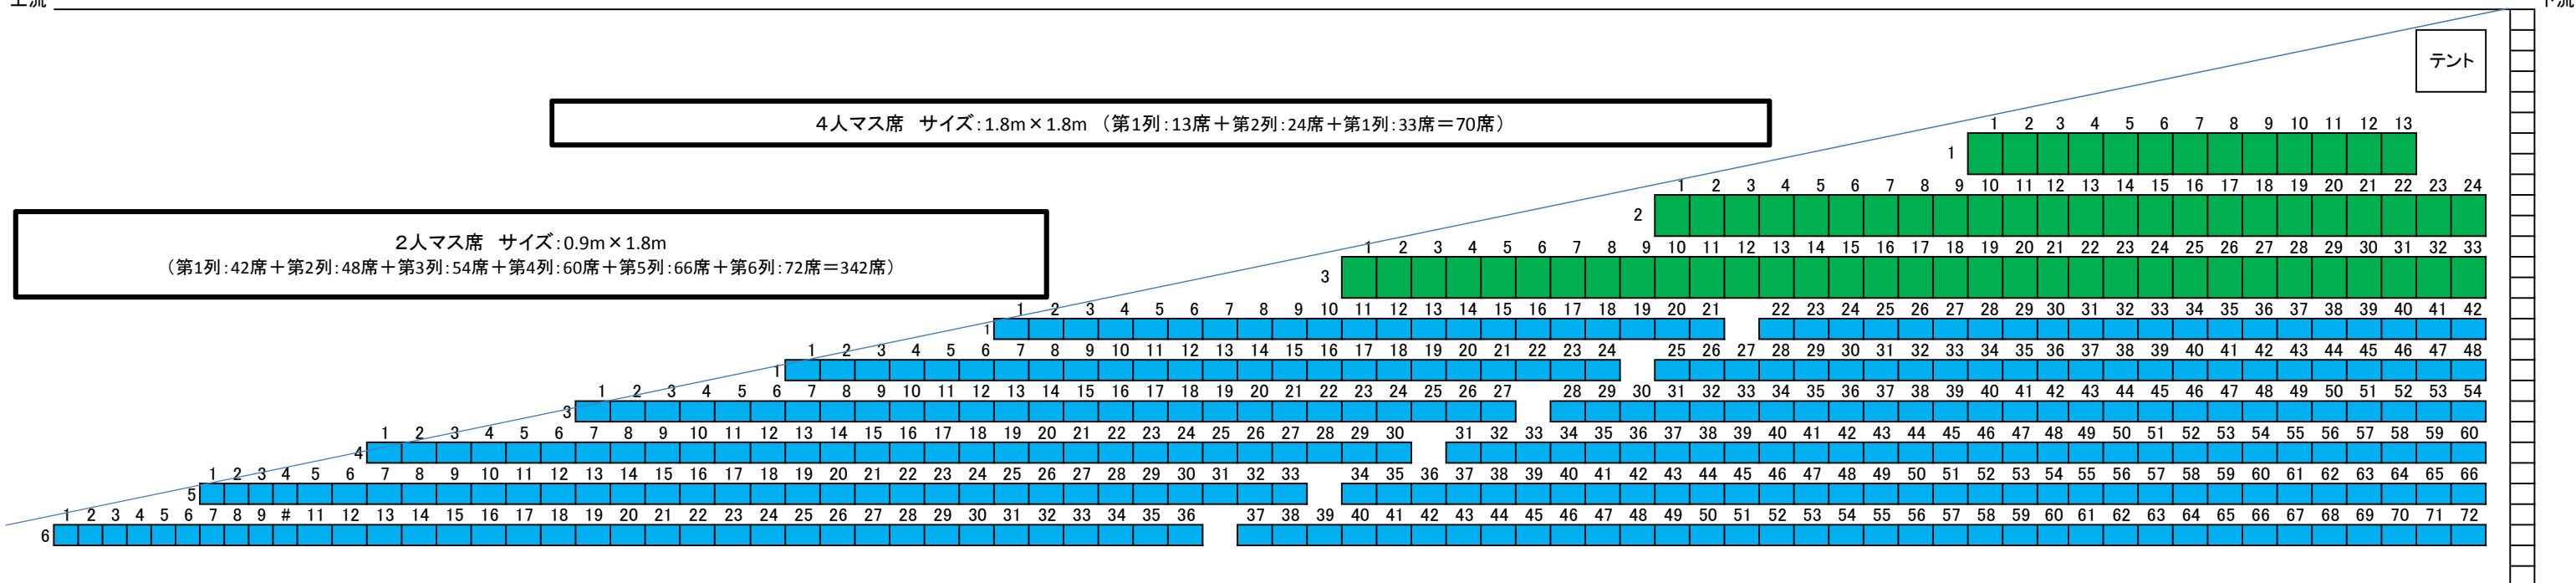 上流
下流
テント
4人マス席　サイズ：1.8m×1.8m　（第1列：13席＋第2列：24席＋第1列：33席＝70席）
1 2 3 4 5 6 7 8 9 10 11 12 13
1
1 2 3 4 5 6 7 8 9 10 11 12 13 14 15 16 17 18 19 20 21 22 23 24
2
2人マス席　サイズ：0.9m×1.8m
（第1列：42席＋第2列：48席＋第3列：54席＋第4列：60席＋第5列：66席＋第6列：72席＝342席）
1 2 3 4 5 6 7 8 9 10 11 12 13 14 15 16 17 18 19 20 21 22 23 24 25 26 27 28 29 30 31 32 33
3
1 2 3 4 5 6 7 8 9 10 11 12 13 14 15 16 17 18 19 20 21 22 23 24 25 26 27 28 29 30 31 32 33 34 35 36 37 38 39 40 41 42
1
1 2 3 4 5 6 7 8 9 10 11 12 13 14 15 16 17 18 19 20 21 22 23 24 25 26 27 28 29 30 31 32 33 34 35 36 37 38 39 40 41 42 43 44 45 46 47 48
1
1 2 3 4 5 6 7 8 9 10 11 12 13 14 15 16 17 18 19 20 21 22 23 24 25 26 27 28 29 30 31 32 33 34 35 36 37 38 39 40 41 42 43 44 45 46 47 48 49 50 51 52 53 54
3
1 2 3 4 5 6 7 8 9 10 11 12 13 14 15 16 17 18 19 20 21 22 23 24 25 26 27 28 29 30 31 32 33 34 35 36 37 38 39 40 41 42 43 44 45 46 47 48 49 50 51 52 53 54 55 56 57 58 59 60
4
1 2 3 4 5 6 7 8 9 10 11 12 13 14 15 16 17 18 19 20 21 22 23 24 25 26 27 28 29 30 31 32 33 34 35 36 37 38 39 40 41 42 43 44 45 46 47 48 49 50 51 52 53 54 55 56 57 58 59 60 61 62 63 64 65 66
5
1 2 3 4 5 6 7 8 9 # 11 12 13 14 15 16 17 18 19 20 21 22 23 24 25 26 27 28 29 30 31 32 33 34 35 36 37 38 39 40 41 42 43 44 45 46 47 48 49 50 51 52 53 54 55 56 57 58 59 60 61 62 63 64 65 66 67 68 69 70 71 72
6